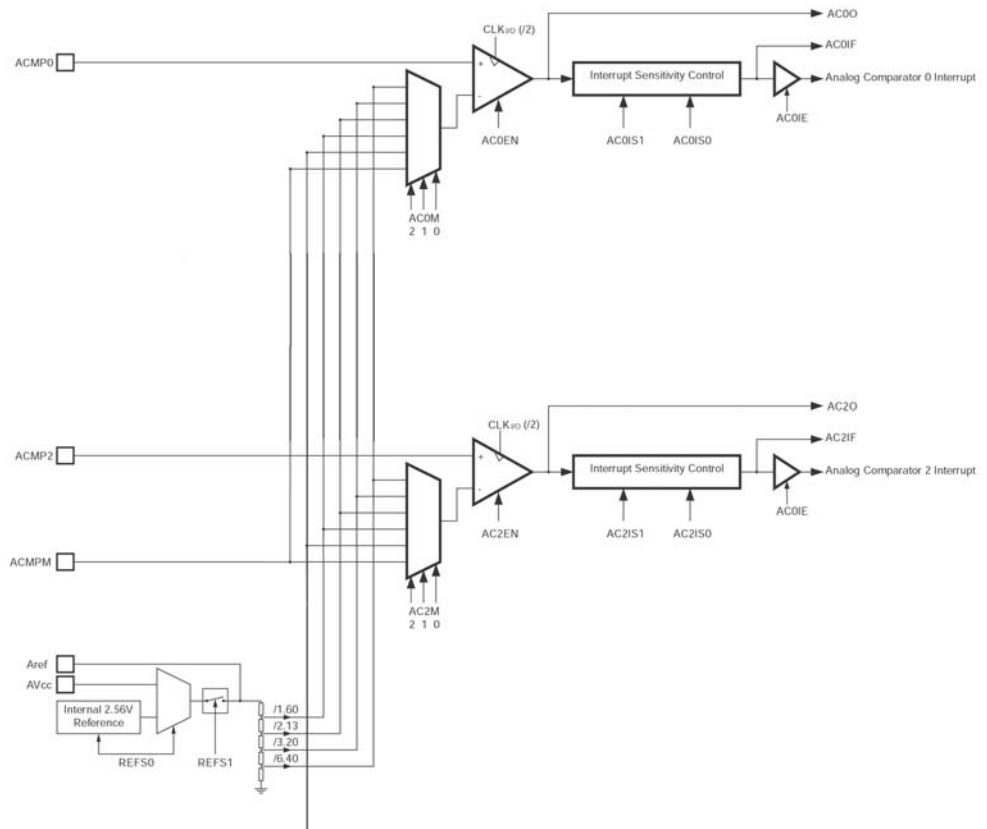 CLKI/O (/2)
AC0O
AC0IF
ACMP0
+
Interrupt Sensitivity Control
Analog Comparator 0 Interrupt
-
AC0EN
AC0IS1
AC0IS0
AC0IE
AC0M
2 1 0
CLKI/O (/2)
AC2O
AC2IF
ACMP2
+
Interrupt Sensitivity Control
Analog Comparator 2 Interrupt
-
AC0IE
AC2EN
AC2IS1
AC2IS0
ACMPM
AC2M
2 1 0
Aref
AVcc
Internal 2.56V
Reference
/1.60
/2.13
/3.20
/6.40
REFS0
REFS1